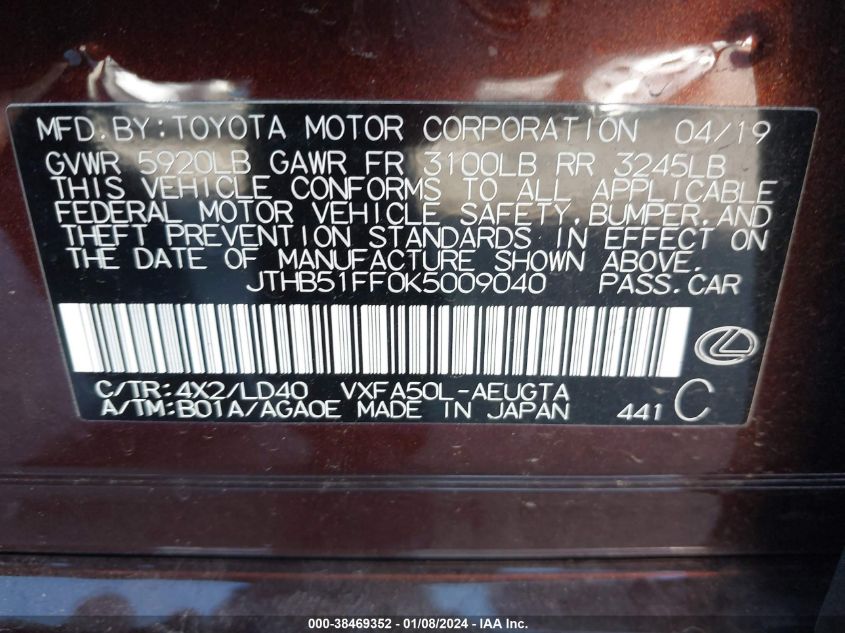 MFD.BY:TOYOTA MOTOR CORPORATION 04/19
GVWR 5920LB GAWR FR 3100LB RR 3245LB
THIS VEHICLE CONFORMS TO ALL APPLICABLE
FEDERAL MOTOR VEHICLE SAFETY,BUMPER,AND
THEFT PREVENTION STANDARDS IN EFFECT ON
THE DATE OF MANUFACTURE SHOWN ABOVE.
JTHB51FF0K5009040 PASS.CAR
C/TR:4X2/LD40 VXFA50L-AEUGTA
A/TM:B01A/AGA0E MADE IN JAPAN 441 C
000-38469352 | 01/08/2024 - IAA Inc.